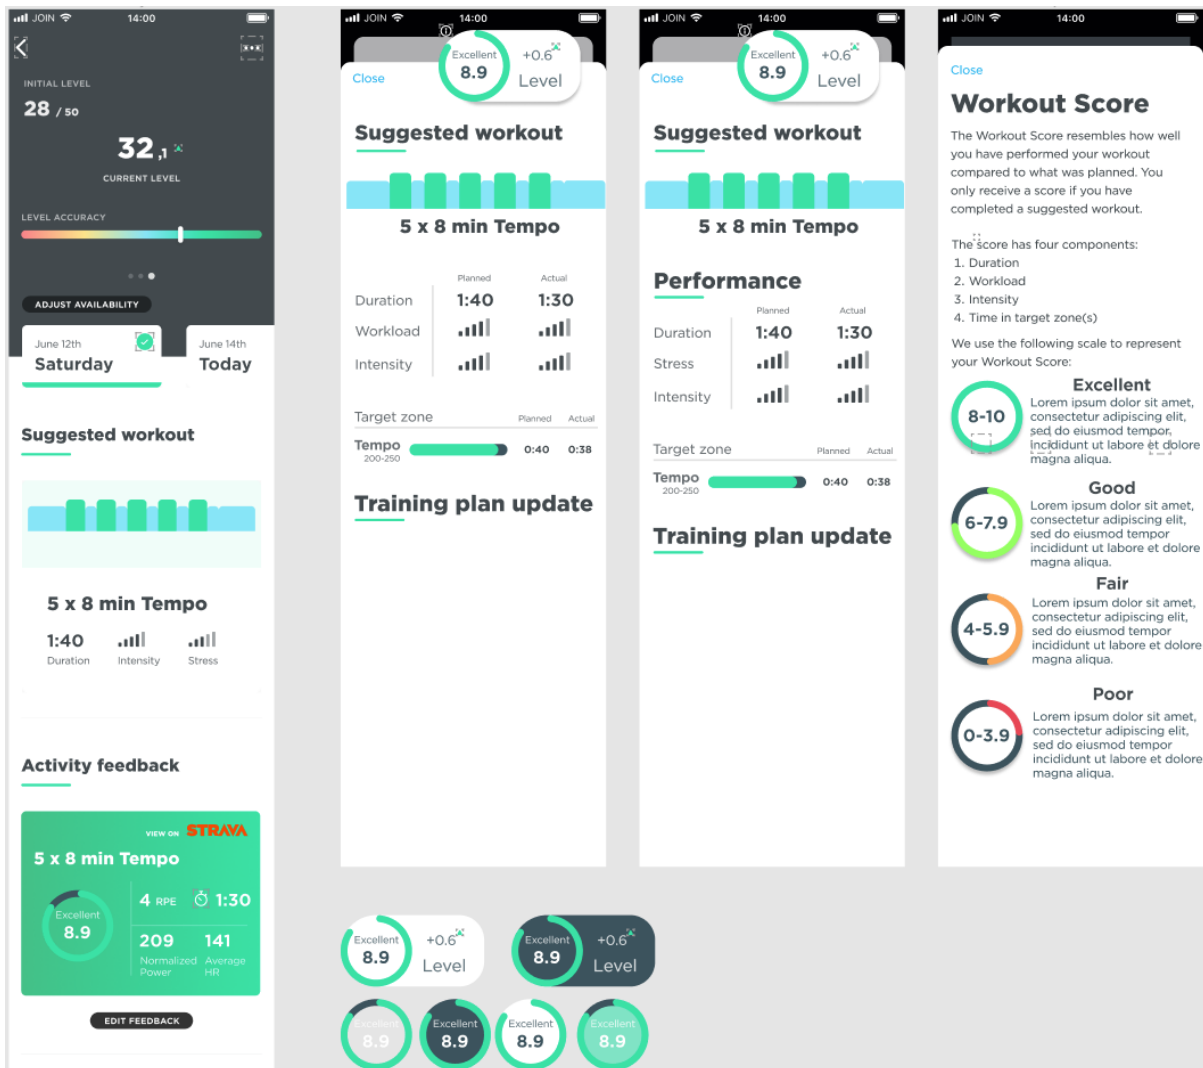 JOIN 14:00
INITIAL LEVEL
28 / 50
32 ,1
CURRENT LEVEL
LEVEL ACCURACY
ADJUST AVAILABILITY
June 12th
Saturday
June 14th
Today
Suggested workout
5 x 8 min Tempo
1:40
Duration Intensity Stress
Activity feedback
VIEW ON STRAVA
5 x 8 min Tempo
Excellent
8.9
4 RPE 1:30
209 141
Normalized Average
Power HR
EDIT FEEDBACK
JOIN 14:00
Excellent
8.9
+0.6
Level
Close
Suggested workout
5 x 8 min Tempo
Planned Actual
Duration 1:40 1:30
Workload
Intensity
Target zone Planned Actual
Tempo 0:40 0:38
200-250
Training plan update
JOIN 14:00
Excellent
8.9
+0.6
Level
Close
Suggested workout
5 x 8 min Tempo
Performance
Planned Actual
Duration 1:40 1:30
Stress
Intensity
Target zone Planned Actual
Tempo 0:40 0:38
200-250
Training plan update
JOIN 14:00
Close
Workout Score
The Workout Score resembles how well
you have performed your workout
compared to what was planned. You
only receive a score if you have
completed a suggested workout.
The score has four components:
1. Duration
2. Workload
3. Intensity
4. Time in target zone(s)
We use the following scale to represent
your Workout Score:
8-10
Excellent
Lorem ipsum dolor sit amet,
consectetur adipiscing elit,
sed do eiusmod tempor
incididunt ut labore et dolore
magna aliqua.
6-7.9
Good
Lorem ipsum dolor sit amet,
consectetur adipiscing elit,
sed do eiusmod tempor
incididunt ut labore et dolore
magna aliqua.
4-5.9
Fair
Lorem ipsum dolor sit amet,
consectetur adipiscing elit,
sed do eiusmod tempor
incididunt ut labore et dolore
magna aliqua.
0-3.9
Poor
Lorem ipsum dolor sit amet,
consectetur adipiscing elit,
sed do eiusmod tempor
incididunt ut labore et dolore
magna aliqua.
Excellent
8.9
+0.6
Level
Excellent
8.9
+0.6
Level
Excellent
8.9
Excellent
8.9
Excellent
8.9
Excellent
8.9